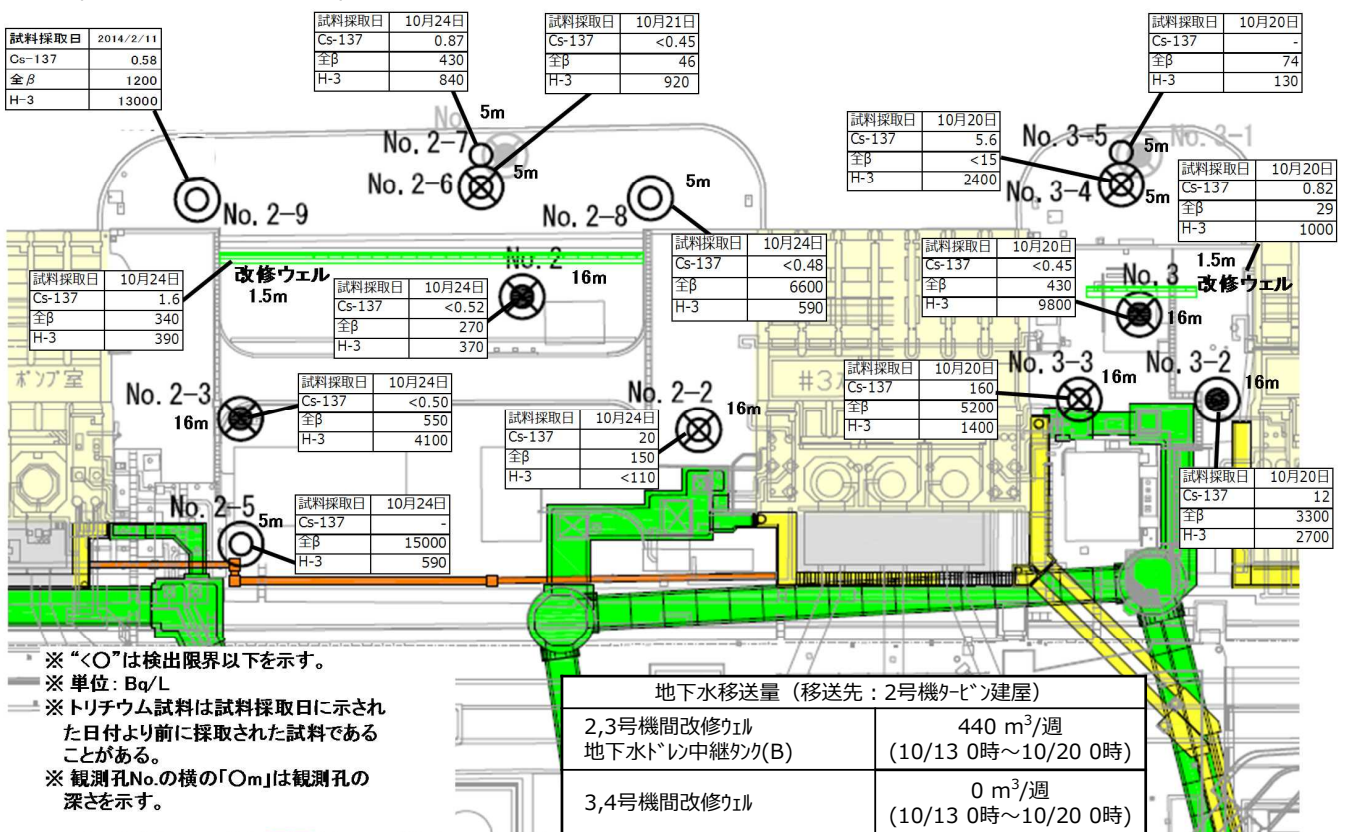 試料採取日 2014/2/11
Cs-137 0.58
全β 1200
H-3 13000
試料採取日 10月24日
Cs-137 0.87
全β 430
H-3 840
試料採取日 10月21日
Cs-137 <0.45
全β 46
H-3 920
試料採取日 10月20日
Cs-137 -
全β 74
H-3 130
No. 5m
No. 2-7
No. 2-6 5m
No. 2-9
No. 2-8 5m
試料採取日 10月20日
Cs-137 5.6
全β <15
H-3 2400
No. 3-5 5m No. 3-1
No. 3-4 5m
試料採取日 10月20日
Cs-137 0.82
全β 29
H-3 1000
改修ウェル
1.5m
試料採取日 10月24日
Cs-137 1.6
全β 340
H-3 390
No. 2
16m
試料採取日 10月24日
Cs-137 <0.52
全β 270
H-3 370
試料採取日 10月24日
Cs-137 <0.48
全β 6600
H-3 590
試料採取日 10月20日
Cs-137 <0.45
全β 430
H-3 9800
1.5m
改修ウェル
No. 3
16m
ポンプ室
No. 2-3
16m
試料採取日 10月24日
Cs-137 <0.50
全β 550
H-3 4100
No. 2-2
16m
試料採取日 10月24日
Cs-137 20
全β 150
H-3 <110
#3
試料採取日 10月20日
Cs-137 160
全β 5200
H-3 1400
No. 3-3
16m
No. 3-2
16m
試料採取日 10月20日
Cs-137 12
全β 3300
H-3 2700
No. 2-5
5m
試料採取日 10月24日
Cs-137 -
全β 15000
H-3 590
※ “<○”は検出限界以下を示す。
※ 単位: Bq/L
※ トリチウム試料は試料採取日に示され
た日付より前に採取された試料である
ことがある。
※ 観測孔No.の横の「○m」は観測孔の
深さを示す。
地下水移送量（移送先：2号機ﾀｰﾋﾞﾝ建屋）
2,3号機間改修ｳｪﾙ
地下水ﾄﾞﾚﾝ中継ﾀﾝｸ(B)
440 m³/週
(10/13 0時～10/20 0時)
3,4号機間改修ｳｪﾙ
0 m³/週
(10/13 0時～10/20 0時)